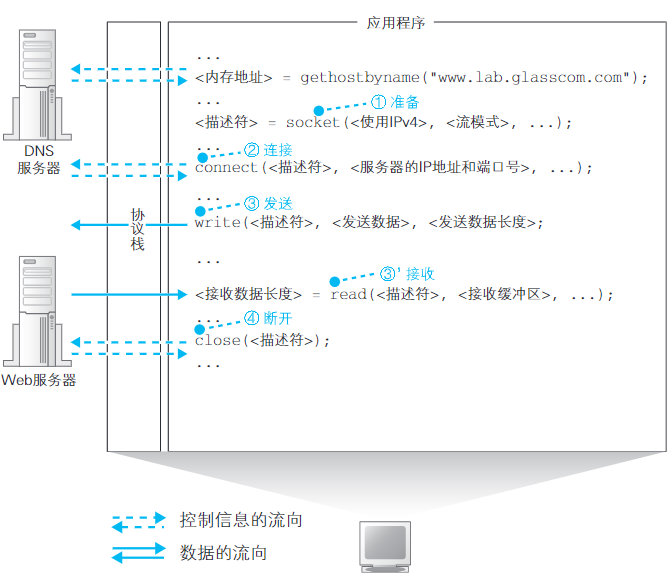 应用程序
...
<内存地址> = gethostbyname("www.lab.glasscom.com");
...
①准备
<描述符> = socket(<使用IPv4>, <流模式>, ...);
DNS
服务器
...
②连接
connect(<描述符>, <服务器的IP地址和端口号>, ...);
...
③发送
write(<描述符>, <发送数据>, <发送数据长度>;
协议栈
...
③'接收
<接收数据长度> = read(<描述符>, <接收缓冲区>, ...);
...
④断开
close(<描述符>);
...
Web服务器
控制信息的流向
数据的流向